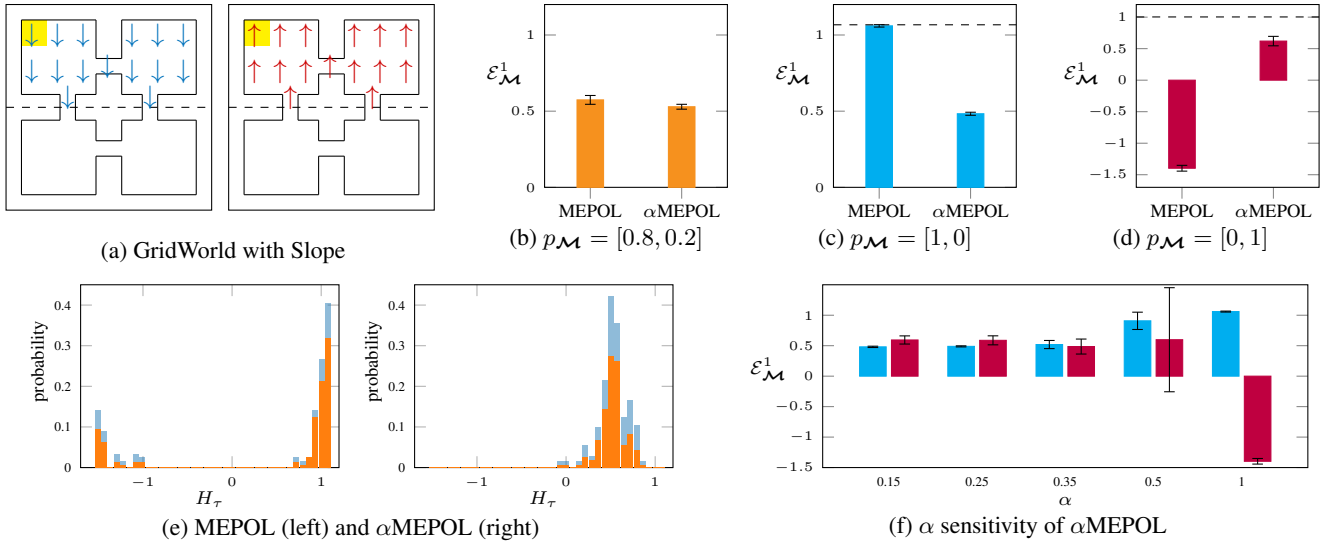 (a) GridWorld with Slope
1
0.5
0
ℰ¹_𝓜
MEPOL αMEPOL
(b) p_𝓜 = [0.8, 0.2]
1
0.5
0
ℰ¹_𝓜
MEPOL αMEPOL
(c) p_𝓜 = [1, 0]
1
0.5
0
−0.5
−1
−1.5
ℰ¹_𝓜
MEPOL αMEPOL
(d) p_𝓜 = [0, 1]
probability
0.4
0.3
0.2
0.1
0
−1 0 1
H_τ
probability
0.4
0.3
0.2
0.1
0
−1 0 1
H_τ
(e) MEPOL (left) and αMEPOL (right)
1
0.5
0
−0.5
−1
−1.5
ℰ¹_𝓜
0.15 0.25 0.35 0.5 1
α
(f) α sensitivity of αMEPOL